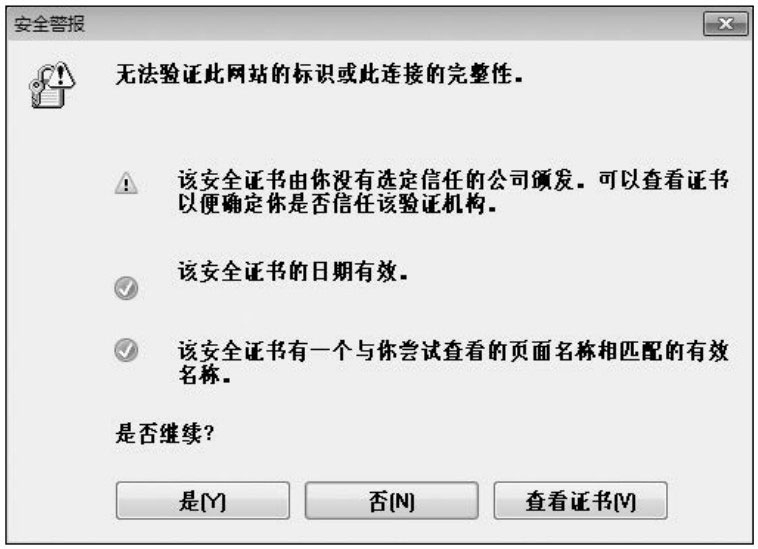 安全警报
无法验证此网站的标识或此连接的完整性。
该安全证书由你没有选定信任的公司颁发。可以查看证书
以便确定你是否信任该验证机构。
该安全证书的日期有效。
该安全证书有一个与你尝试查看的页面名称相匹配的有效
名称。
是否继续?
是(Y)
否(N)
查看证书(V)